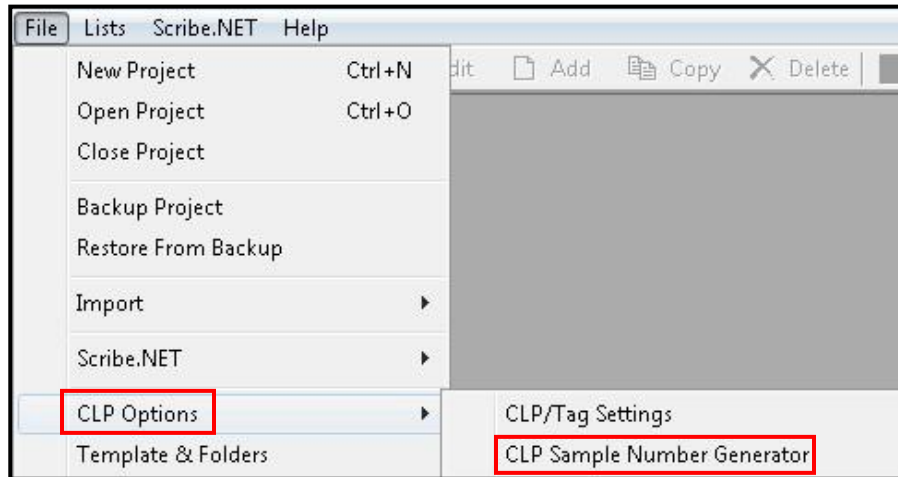 File Lists Scribe.NET Help
New Project Ctrl+N
dit Add Copy Delete
Open Project Ctrl+O
Close Project
Backup Project
Restore From Backup
Import
Scribe.NET
CLP Options
CLP/Tag Settings
Template & Folders
CLP Sample Number Generator